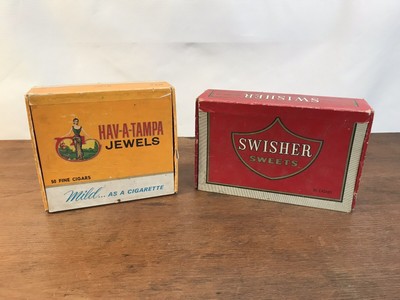 HAV-A-TAMPA
JEWELS
50 FINE CIGARS
Mild... AS A CIGARETTE
SWISHER
SWISHER
SWEETS